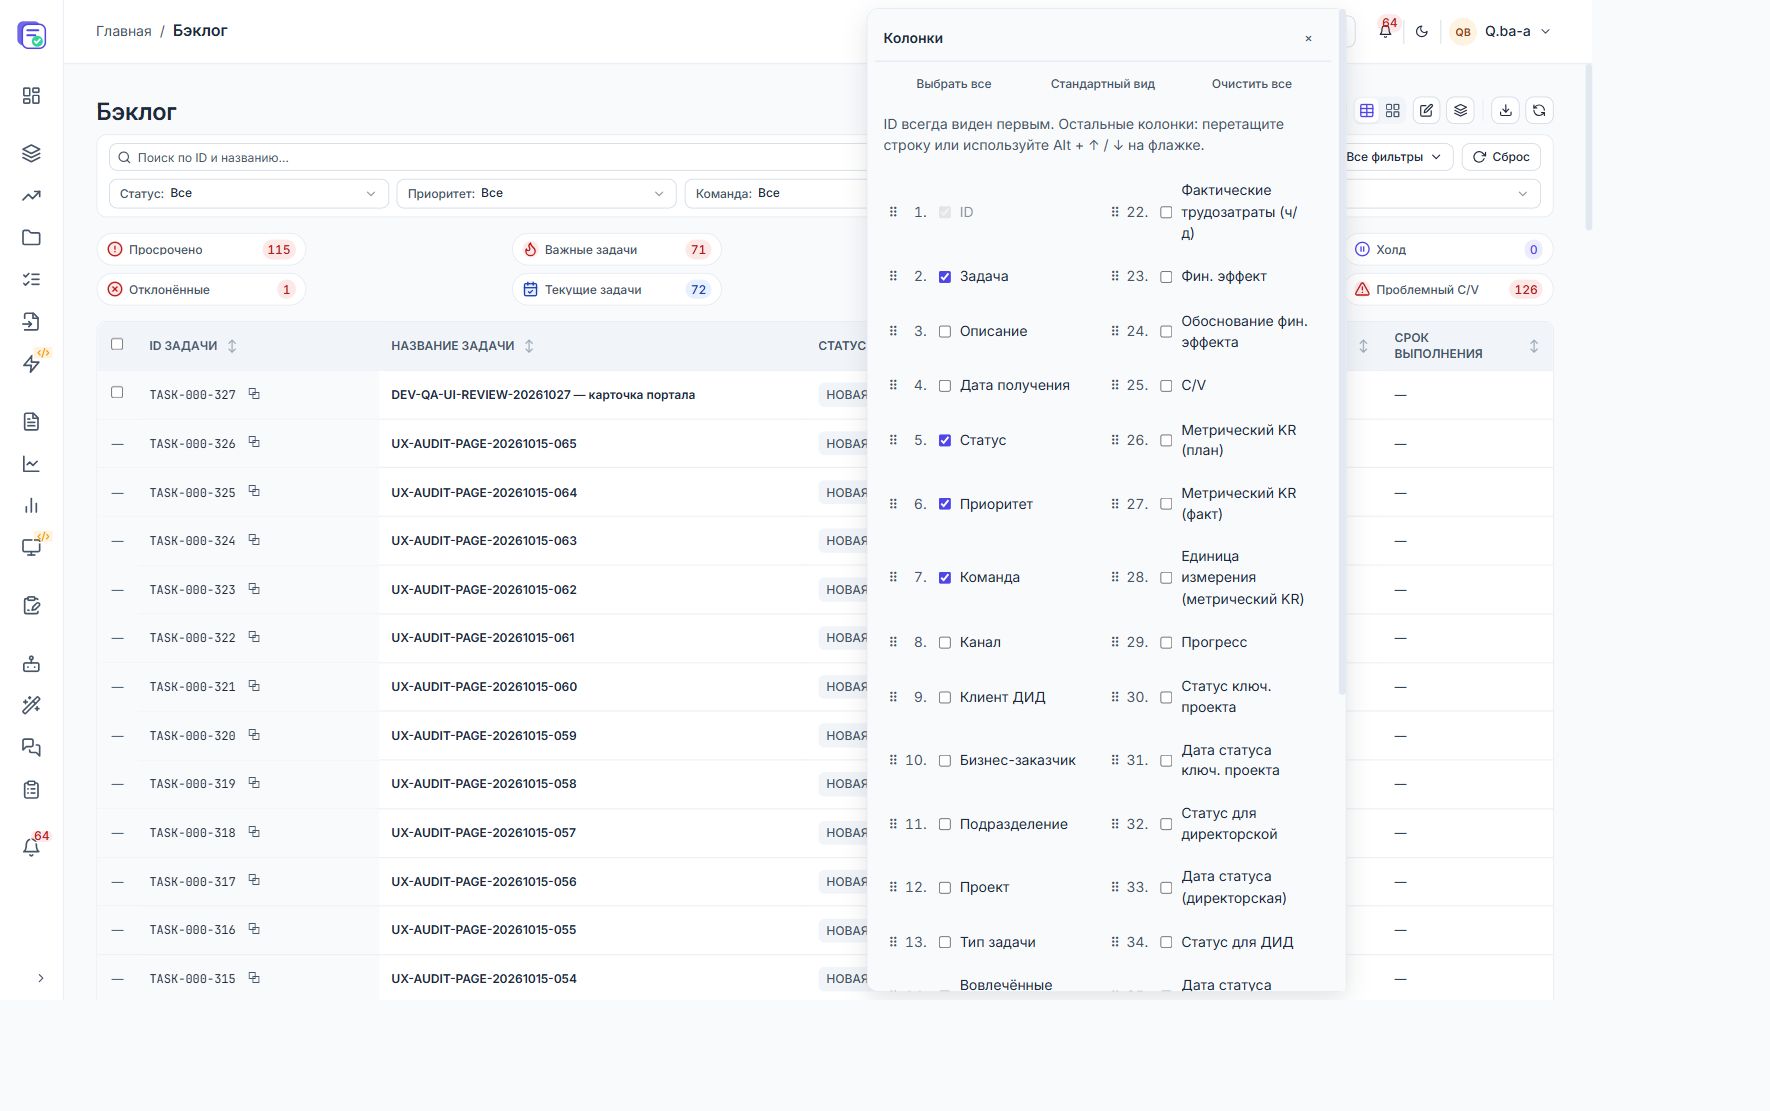 Главная / Бэклог
64
QB Q.ba-a
Бэклог
Поиск по ID и названию...
Все фильтры
Сброс
Статус: Все
Приоритет: Все
Команда: Все
Просрочено 115
Важные задачи 71
Холд 0
Отклонённые 1
Текущие задачи 72
Проблемный C/V 126
ID ЗАДАЧИ
НАЗВАНИЕ ЗАДАЧИ
СТАТУС
СРОК
ВЫПОЛНЕНИЯ
TASK-000-327 DEV-QA-UI-REVIEW-20261027 — карточка портала НОВАЯ —
— TASK-000-326 UX-AUDIT-PAGE-20261015-065 НОВАЯ —
— TASK-000-325 UX-AUDIT-PAGE-20261015-064 НОВАЯ —
— TASK-000-324 UX-AUDIT-PAGE-20261015-063 НОВАЯ —
— TASK-000-323 UX-AUDIT-PAGE-20261015-062 НОВАЯ —
— TASK-000-322 UX-AUDIT-PAGE-20261015-061 НОВАЯ —
— TASK-000-321 UX-AUDIT-PAGE-20261015-060 НОВАЯ —
— TASK-000-320 UX-AUDIT-PAGE-20261015-059 НОВАЯ —
— TASK-000-319 UX-AUDIT-PAGE-20261015-058 НОВАЯ —
— TASK-000-318 UX-AUDIT-PAGE-20261015-057 НОВАЯ —
— TASK-000-317 UX-AUDIT-PAGE-20261015-056 НОВАЯ —
— TASK-000-316 UX-AUDIT-PAGE-20261015-055 НОВАЯ —
— TASK-000-315 UX-AUDIT-PAGE-20261015-054 НОВАЯ —
</>
</>
64
Колонки ×
Выбрать все
Стандартный вид
Очистить все
ID всегда виден первым. Остальные колонки: перетащите
строку или используйте Alt + ↑ / ↓ на флажке.
1. ID
2. Задача
3. Описание
4. Дата получения
5. Статус
6. Приоритет
7. Команда
8. Канал
9. Клиент ДИД
10. Бизнес-заказчик
11. Подразделение
12. Проект
13. Тип задачи
Вовлечённые
22. Фактические
трудозатраты (ч/
д)
23. Фин. эффект
24. Обоснование фин.
эффекта
25. C/V
26. Метрический KR
(план)
27. Метрический KR
(факт)
28. Единица
измерения
(метрический KR)
29. Прогресс
30. Статус ключ.
проекта
31. Дата статуса
ключ. проекта
32. Статус для
директорской
33. Дата статуса
(директорская)
34. Статус для ДИД
Дата статуса